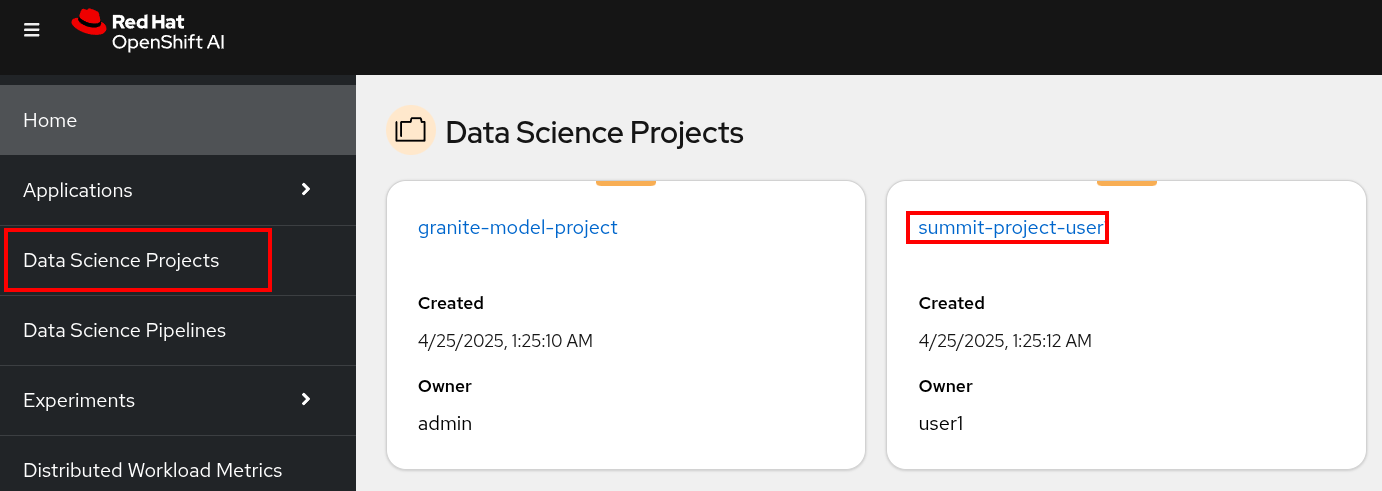 Red Hat
OpenShift AI
Home
Applications
Data Science Projects
Data Science Pipelines
Experiments
Distributed Workload Metrics
Data Science Projects
granite-model-project
Created
4/25/2025, 1:25:10 AM
Owner
admin
summit-project-user
Created
4/25/2025, 1:25:12 AM
Owner
user1